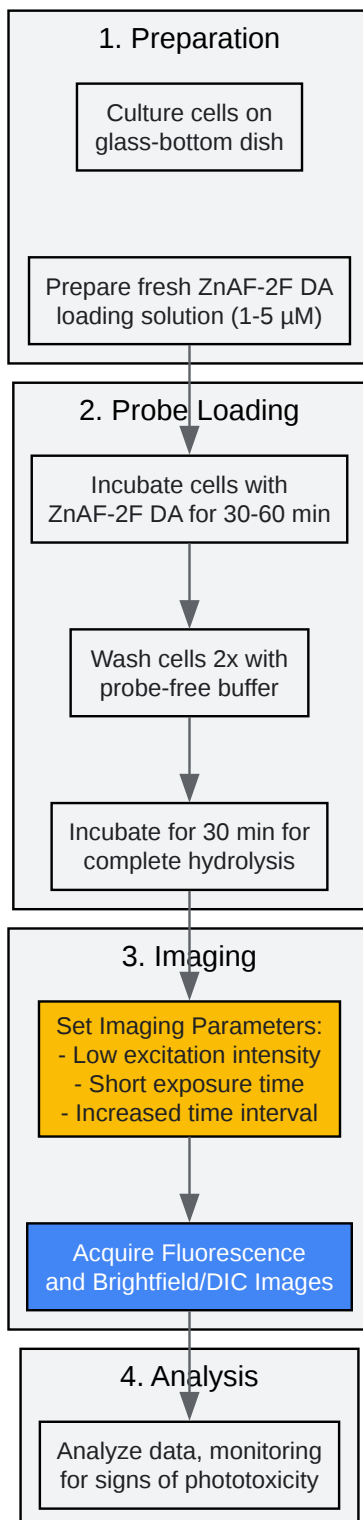 1. Preparation
Culture cells on
glass-bottom dish
Prepare fresh ZnAF-2F DA
loading solution (1-5 µM)
2. Probe Loading
Incubate cells with
ZnAF-2F DA for 30-60 min
Wash cells 2x with
probe-free buffer
Incubate for 30 min for
complete hydrolysis
3. Imaging
Set Imaging Parameters:
- Low excitation intensity
- Short exposure time
- Increased time interval
Acquire Fluorescence
and Brightfield/DIC Images
4. Analysis
Analyze data, monitoring
for signs of phototoxicity